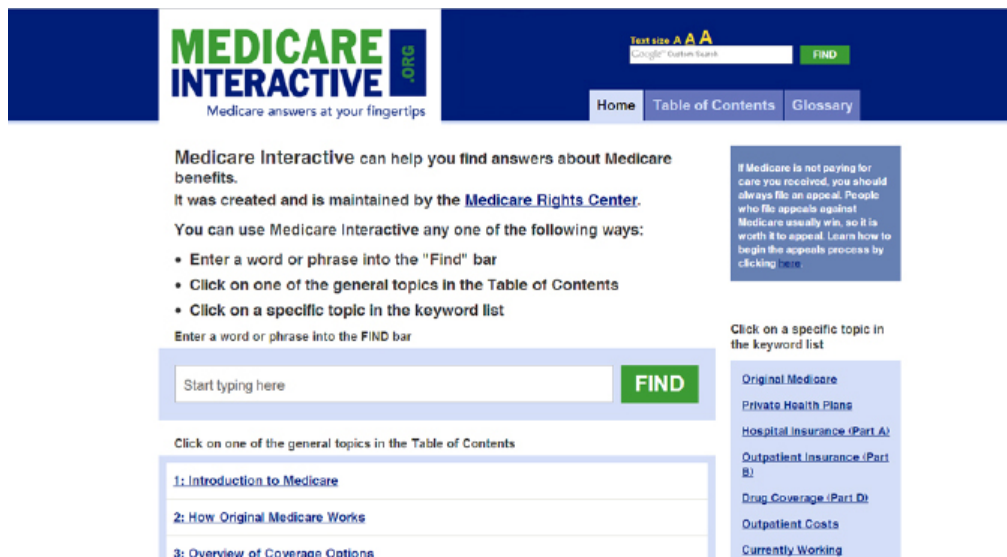 MEDICARE
INTERACTIVE
.ORG
Medicare answers at your fingertips
Text size A A A
Google™ Custom Search
FIND
Home
Table of Contents
Glossary
Medicare Interactive can help you find answers about Medicare
benefits.
It was created and is maintained by the Medicare Rights Center.
You can use Medicare Interactive any one of the following ways:
• Enter a word or phrase into the "Find" bar
• Click on one of the general topics in the Table of Contents
• Click on a specific topic in the keyword list
Enter a word or phrase into the FIND bar
Start typing here
FIND
Click on one of the general topics in the Table of Contents
1: Introduction to Medicare
2: How Original Medicare Works
3: Overview of Coverage Options
If Medicare is not paying for
care you received, you should
always file an appeal. People
who file appeals against
Medicare usually win, so it is
worth it to appeal. Learn how to
begin the appeals process by
clicking here
Click on a specific topic in
the keyword list
Original Medicare
Private Health Plans
Hospital Insurance (Part A)
Outpatient Insurance (Part
B)
Drug Coverage (Part D)
Outpatient Costs
Currently Working